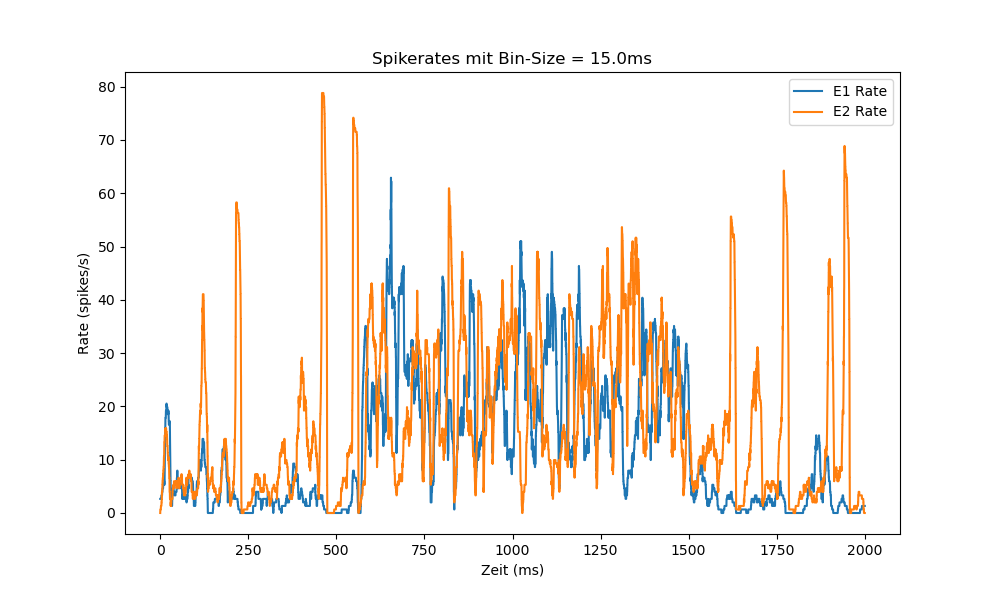 Spikerates mit Bin-Size = 15.0ms
E1 Rate
E2 Rate
Rate (spikes/s)
80
70
60
50
40
30
20
10
0
0 250 500 750 1000 1250 1500 1750 2000
Zeit (ms)